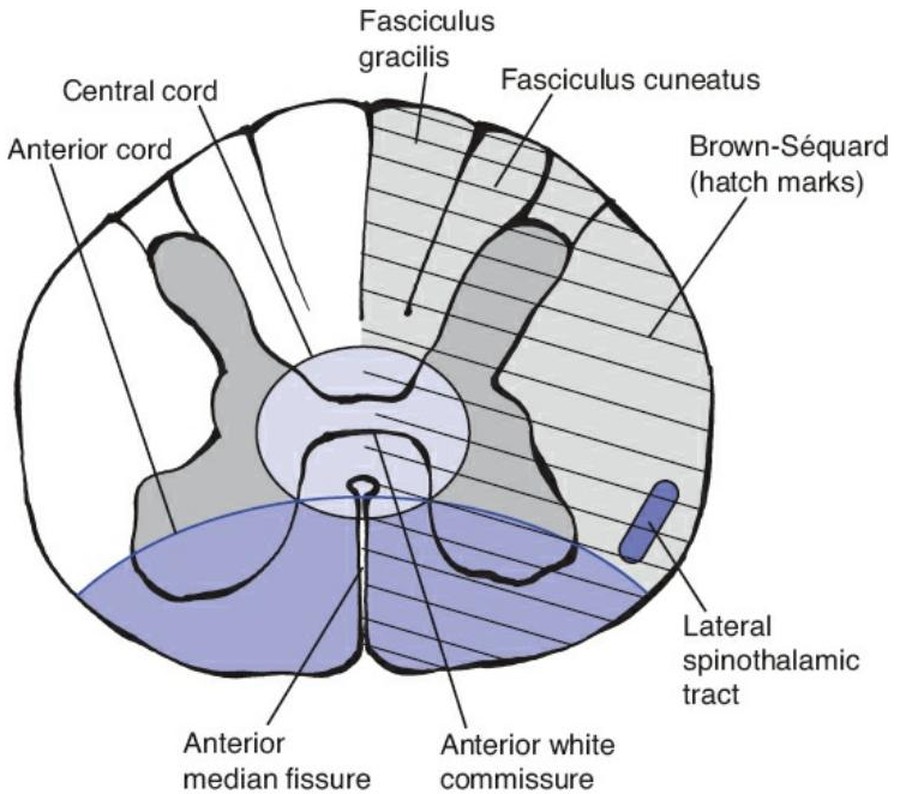 Fasciculus
gracilis
Fasciculus cuneatus
Central cord
Anterior cord
Brown-Séquard
(hatch marks)
Lateral
spinothalamic
tract
Anterior
median fissure
Anterior white
commissure